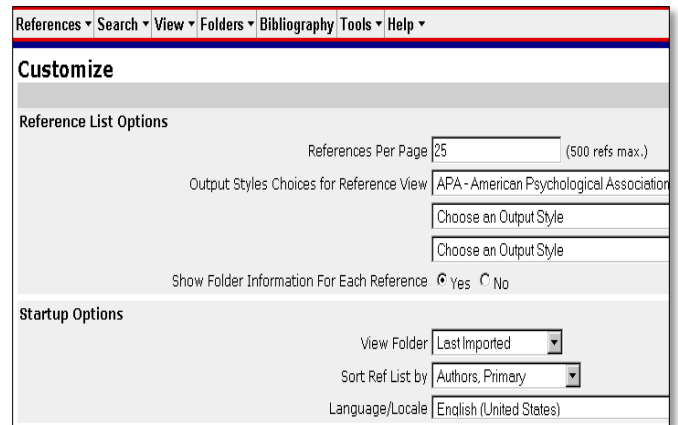 References Search View Folders Bibliography Tools Help
Customize
Reference List Options
References Per Page 25 (500 refs max.)
Output Styles Choices for Reference View APA - American Psychological Association
Choose an Output Style
Choose an Output Style
Show Folder Information For Each Reference Yes No
Startup Options
View Folder Last Imported
Sort Ref List by Authors, Primary
Language/Locale English (United States)